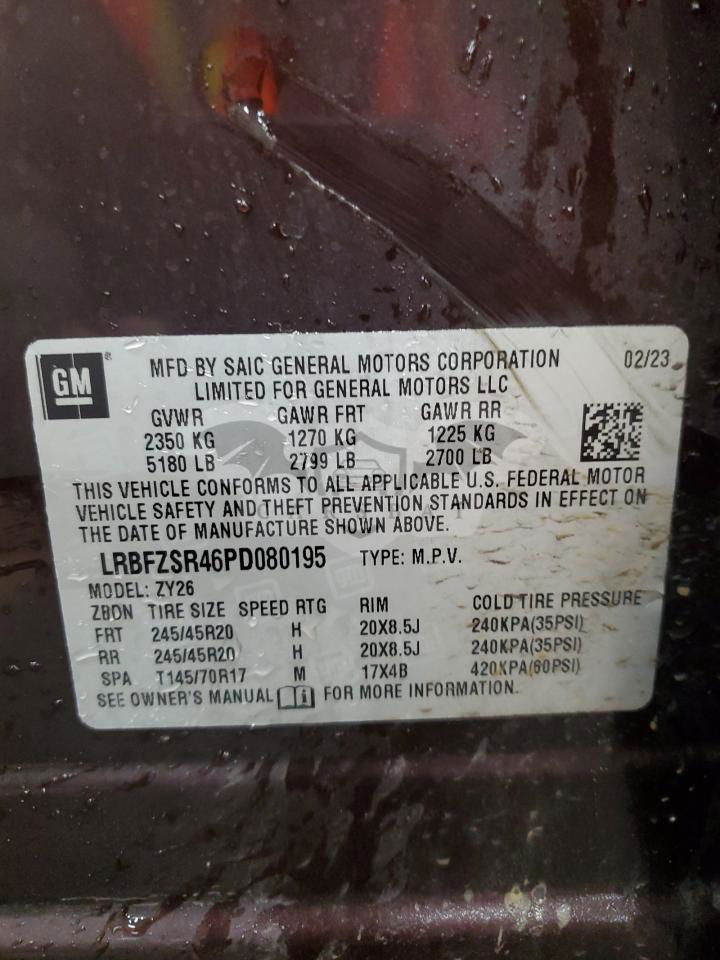 GM ®
MFD BY SAIC GENERAL MOTORS CORPORATION 02/23
LIMITED FOR GENERAL MOTORS LLC
GVWR GAWR FRT GAWR RR
2350 KG 1270 KG 1225 KG
5180 LB 2799 LB 2700 LB
THIS VEHICLE CONFORMS TO ALL APPLICABLE U.S. FEDERAL MOTOR
VEHICLE SAFETY AND THEFT PREVENTION STANDARDS IN EFFECT ON
THE DATE OF MANUFACTURE SHOWN ABOVE.
LRBFZSR46PD080195 TYPE: M.P.V.
MODEL: ZY26
ZBDN TIRE SIZE SPEED RTG RIM COLD TIRE PRESSURE
FRT 245/45R20 H 20X8.5J 240KPA(35PSI)
RR 245/45R20 H 20X8.5J 240KPA(35PSI)
SPA T145/70R17 M 17X4B 420KPA(60PSI)
SEE OWNER'S MANUAL FOR MORE INFORMATION.